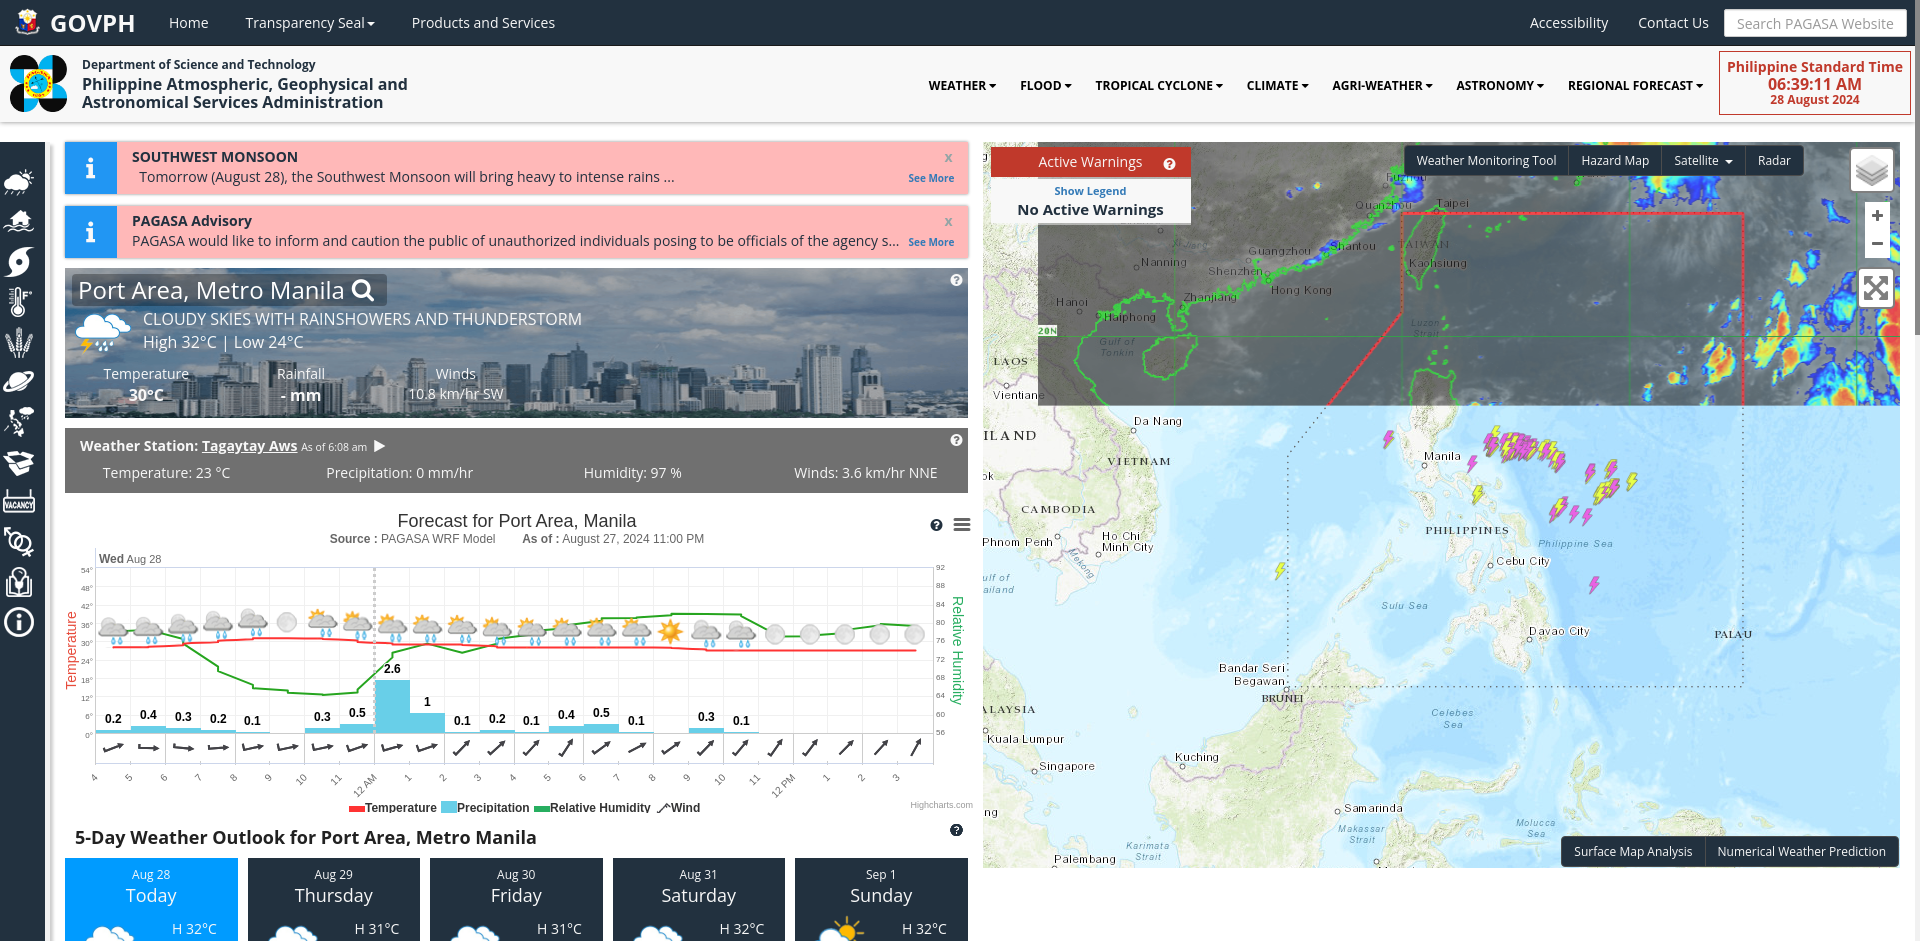 GOVPH
Home
Transparency Seal
Products and Services
Accessibility
Contact Us
Search PAGASA Website
Department of Science and Technology
Philippine Atmospheric, Geophysical and
Astronomical Services Administration
WEATHER
FLOOD
TROPICAL CYCLONE
CLIMATE
AGRI-WEATHER
ASTRONOMY
REGIONAL FORECAST
Philippine Standard Time
06:39:11 AM
28 August 2024
SOUTHWEST MONSOON
x
Tomorrow (August 28), the Southwest Monsoon will bring heavy to intense rains ...
See More
PAGASA Advisory
x
PAGASA would like to inform and caution the public of unauthorized individuals posing to be officials of the agency s...
See More
Port Area, Metro Manila
CLOUDY SKIES WITH RAINSHOWERS AND THUNDERSTORM
High 32°C | Low 24°C
Temperature
30°C
Rainfall
- mm
Winds
10.8 km/hr SW
Weather Station: Tagaytay Aws As of 6:08 am
Temperature: 23 °C
Precipitation: 0 mm/hr
Humidity: 97 %
Winds: 3.6 km/hr NNE
Forecast for Port Area, Manila
Source : PAGASA WRF Model As of : August 27, 2024 11:00 PM
Wed Aug 28
Temperature
54°
48°
42°
36°
30°
24°
18°
12°
6°
0°
92
88
84
80
76
72
68
64
60
56
Relative Humidity
0.2 0.4 0.3 0.2 0.1 0.3 0.5 2.6 1 0.1 0.2 0.1 0.4 0.5 0.1 0.3 0.1
4 5 6 7 8 9 10 11 12 AM 1 2 3 4 5 6 7 8 9 10 11 12 PM 1 2 3
Temperature Precipitation Relative Humidity Wind
Highcharts.com
5-Day Weather Outlook for Port Area, Metro Manila
Aug 28
Today
H 32°C
Aug 29
Thursday
H 31°C
Aug 30
Friday
H 31°C
Aug 31
Saturday
H 32°C
Sep 1
Sunday
H 32°C
VACANCY
F°
Active Warnings
Show Legend
No Active Warnings
Weather Monitoring Tool
Hazard Map
Satellite
Radar
+
−
Fuzhou
Quanzhou
Taipei
TAIWAN
Kaohsiung
Shantou
Guangzhou
Shenzhen
Hong Kong
Nanning
Zhanjiang
Hanoi
Haiphong
20N
Gulf of
Tonkin
Luzon
Strait
LAOS
Vientiane
Da Nang
ILAND
VIETNAM
Manila
ok
CAMBODIA
Phnom Penh
Ho Chi
Minh City
Mekong
PHILIPPINES
Philippine Sea
Cebu City
ulf of
ailand
Sulu Sea
Davao City
PALAU
Bandar Seri
Begawan
BRUNEI
ALAYSIA
Kuala Lumpur
Celebes
Sea
Kuching
Singapore
Samarinda
ng
Makassar
Strait
Molucca
Sea
Karimata
Strait
Palembang
Surface Map Analysis
Numerical Weather Prediction